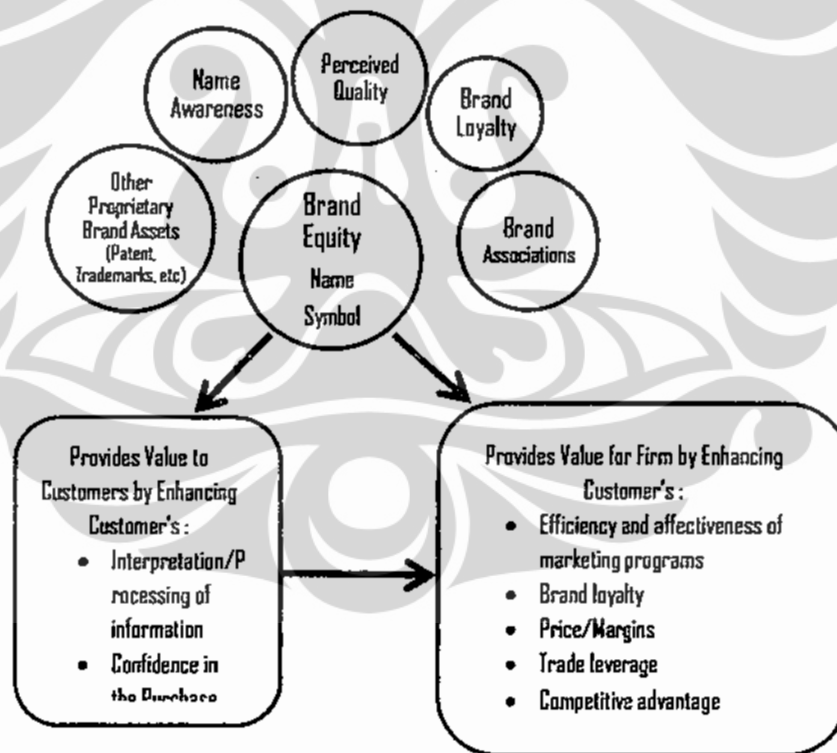 Name
Awareness
Perceived
Quality
Brand
Loyalty
Other
Proprietary
Brand Assets
(Patent,
Trademarks, etc)
Brand
Equity
Name
Symbol
Brand
Associations
Provides Value to
Customers by Enhancing
Customer's :
• Interpretation/P
rocessing of
information
• Confidence in
the Purchase
Provides Value for Firm by Enhancing
Customer's :
• Efficiency and affectiveness of
marketing programs
• Brand loyalty
• Price/Margins
• Trade leverage
• Competitive advantage